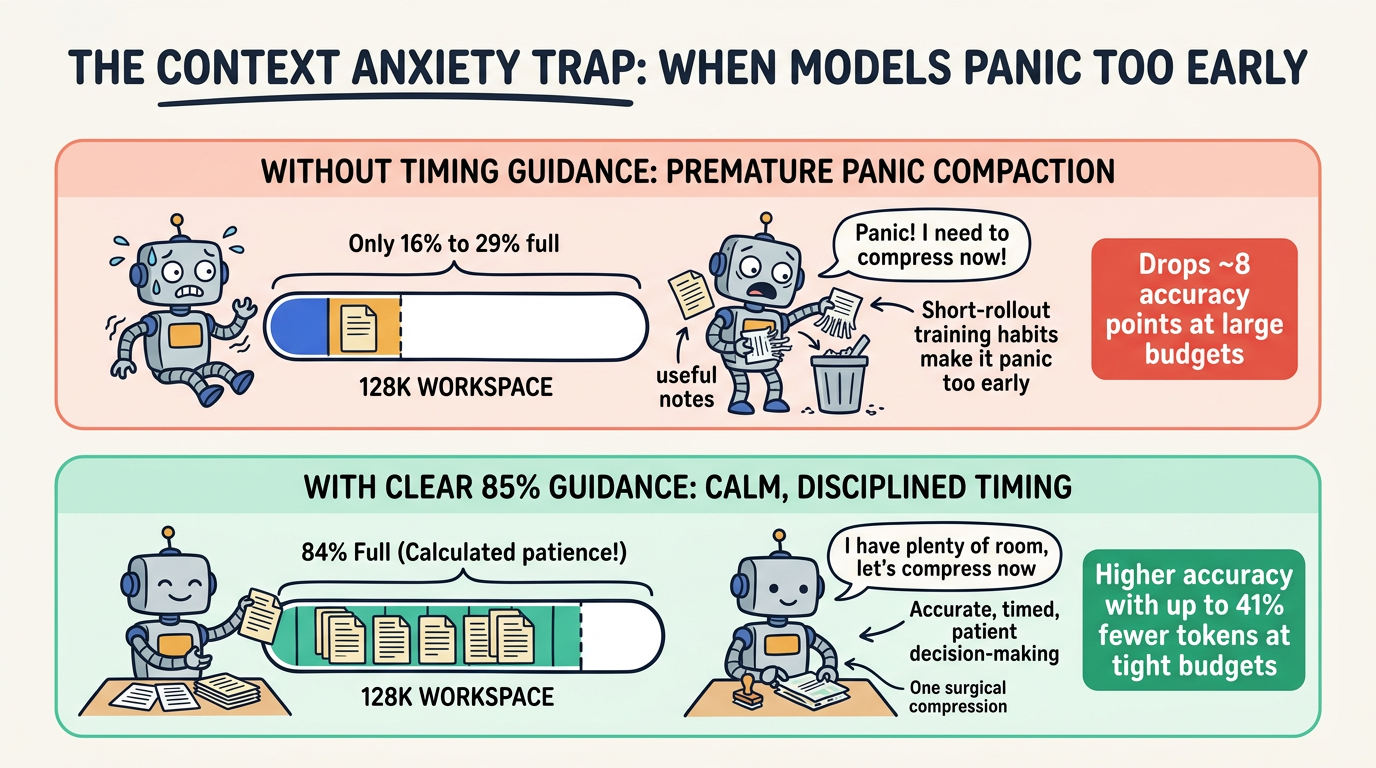 THE CONTEXT ANXIETY TRAP: WHEN MODELS PANIC TOO EARLY
WITHOUT TIMING GUIDANCE: PREMATURE PANIC COMPACTION
Only 16% to 29% full
128K WORKSPACE
Panic! I need to
compress now!
useful
notes
Short-rollout
training habits
make it panic
too early
Drops ~8
accuracy
points at large
budgets
WITH CLEAR 85% GUIDANCE: CALM, DISCIPLINED TIMING
84% Full (Calculated patience!)
128K WORKSPACE
I have plenty of room,
let's compress now
Accurate, timed,
patient
decision-making
One surgical
compression
Higher accuracy
with up to 41%
fewer tokens at
tight budgets